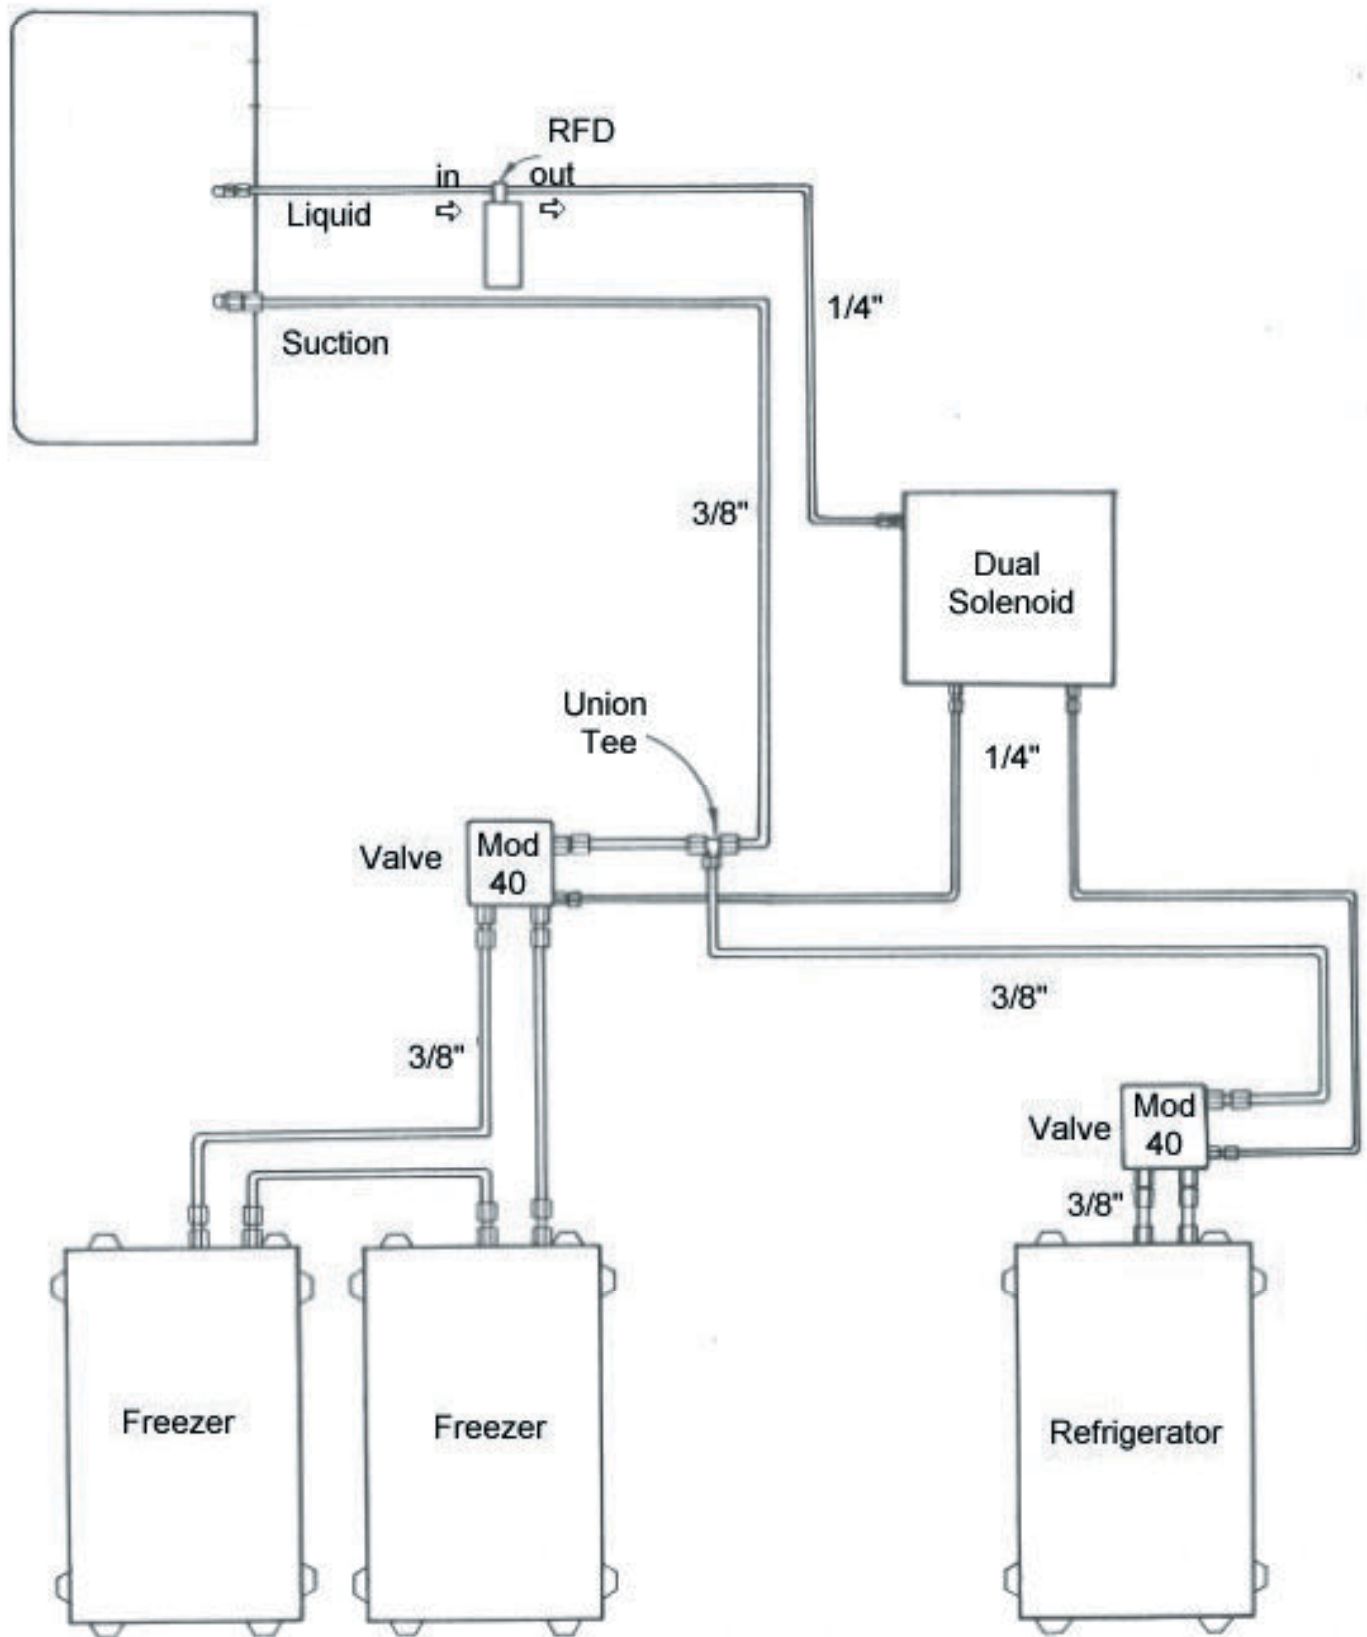 RFD
in
out
Liquid
1/4"
Suction
3/8"
Dual
Solenoid
Union
Tee
1/4"
Valve
Mod
40
3/8"
3/8"
Valve
Mod
40
3/8"
Freezer
Freezer
Refrigerator